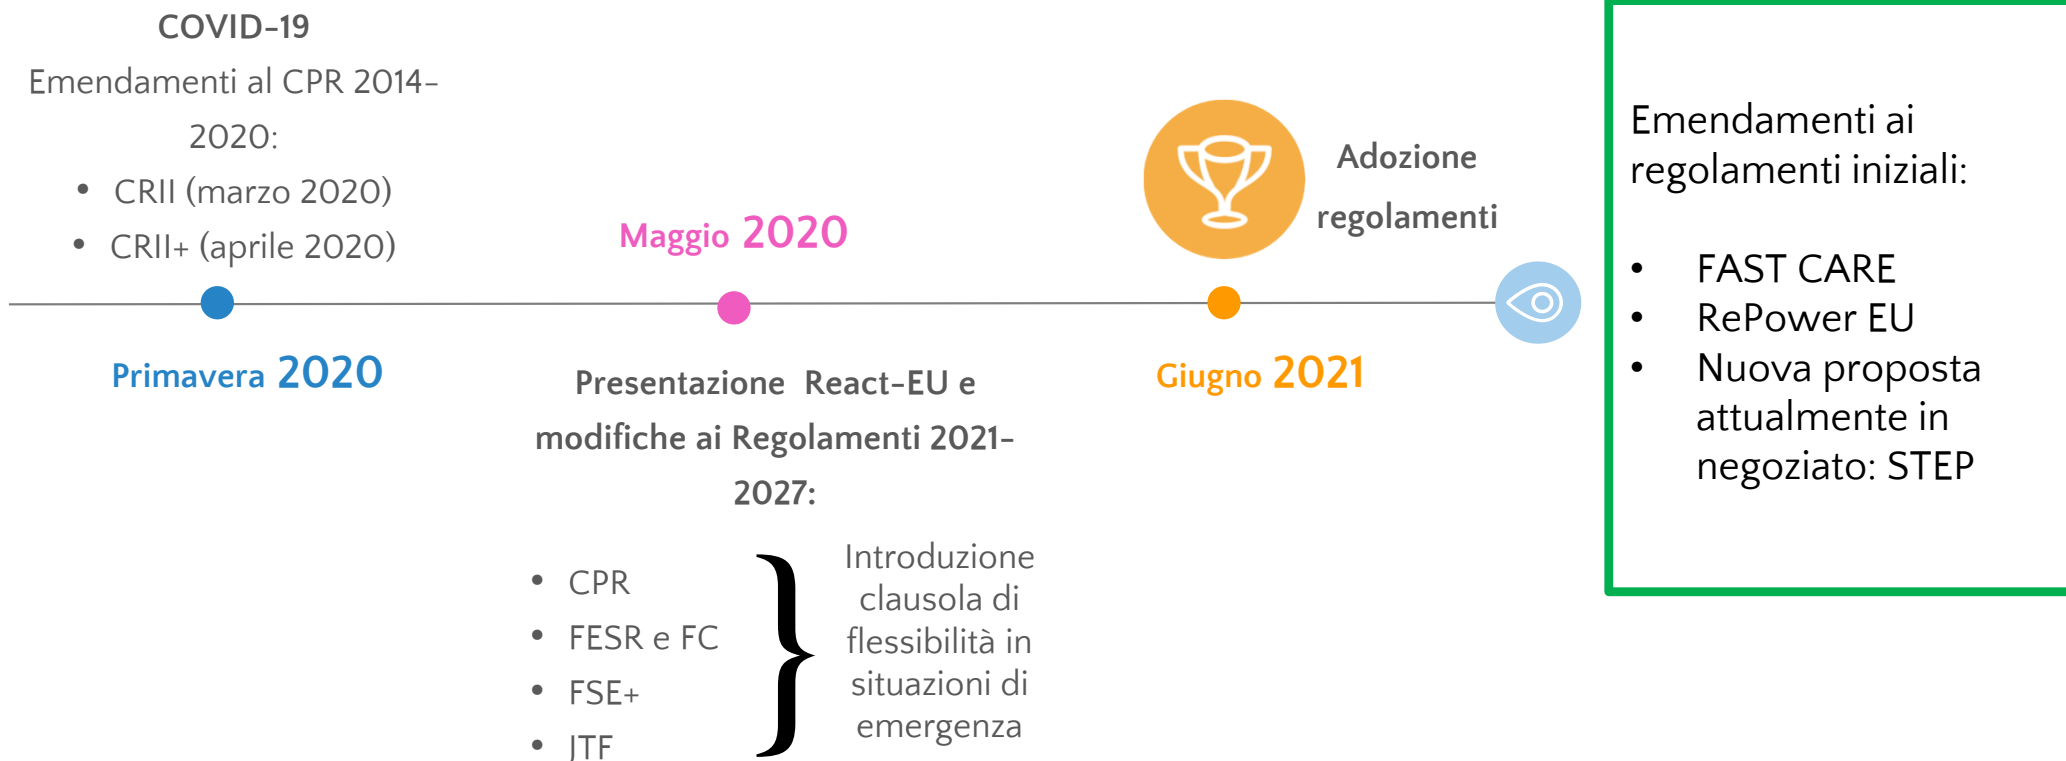 COVID-19
Emendamenti al CPR 2014-
2020:
• CRII (marzo 2020)
• CRII+ (aprile 2020)
Primavera 2020
Maggio 2020
Presentazione React-EU e
modifiche ai Regolamenti 2021-
2027:
• CPR
• FESR e FC
• FSE+
• JTF
}
Introduzione
clausola di
flessibilità in
situazioni di
emergenza
Adozione
regolamenti
Giugno 2021
Emendamenti ai
regolamenti iniziali:
• FAST CARE
• RePower EU
• Nuova proposta
attualmente in
negoziato: STEP